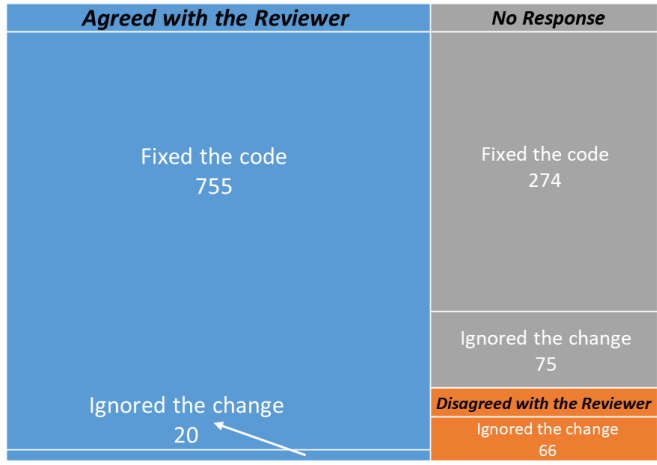 Agreed with the Reviewer
Fixed the code
755
Ignored the change
20
No Response
Fixed the code
274
Ignored the change
75
Disagreed with the Reviewer
Ignored the change
66